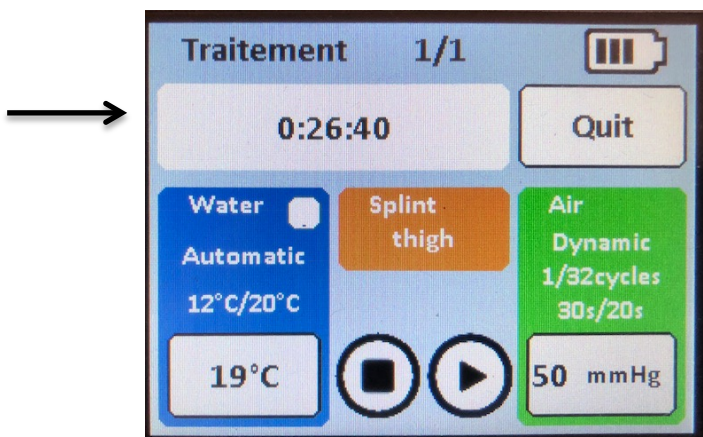 Traitement 1/1
0:26:40 Quit
Water
Automatic
12°C/20°C
19°C
Splint
thigh
Air
Dynamic
1/32cycles
30s/20s
50 mmHg